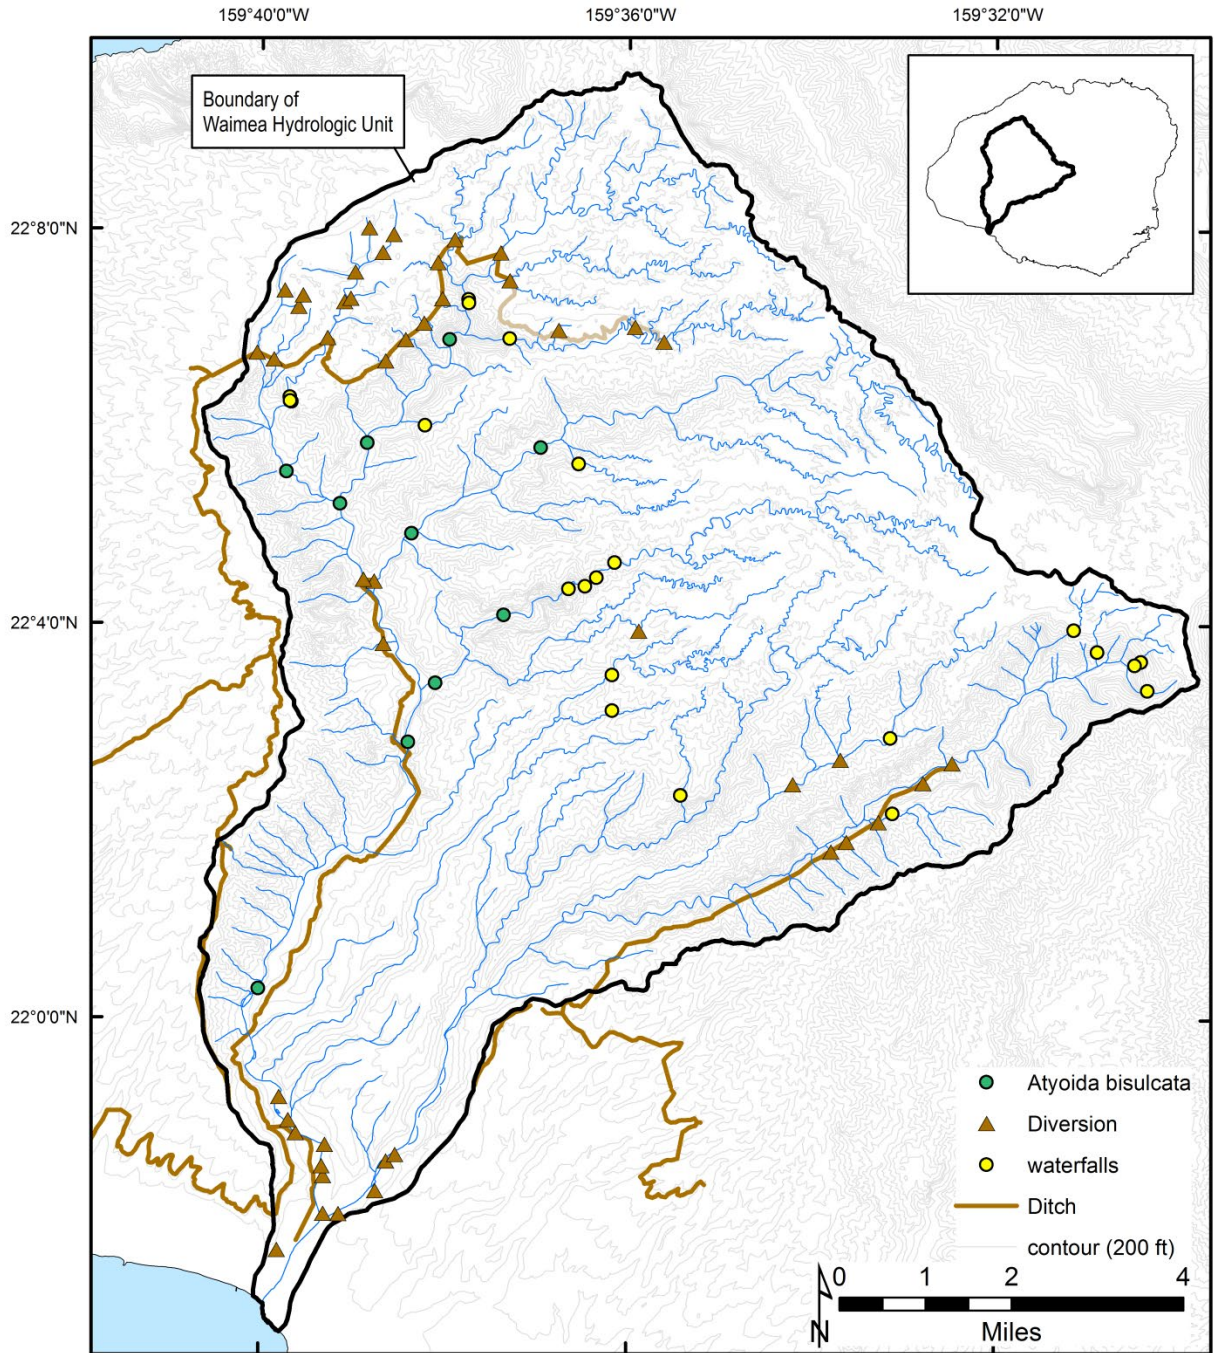 159°40'0"W 159°36'0"W 159°32'0"W
Boundary of
Waimea Hydrologic Unit
22°8'0"N
22°4'0"N
22°0'0"N
Atyoida bisulcata
Diversion
waterfalls
Ditch
contour (200 ft)
0 1 2 4
Miles
N